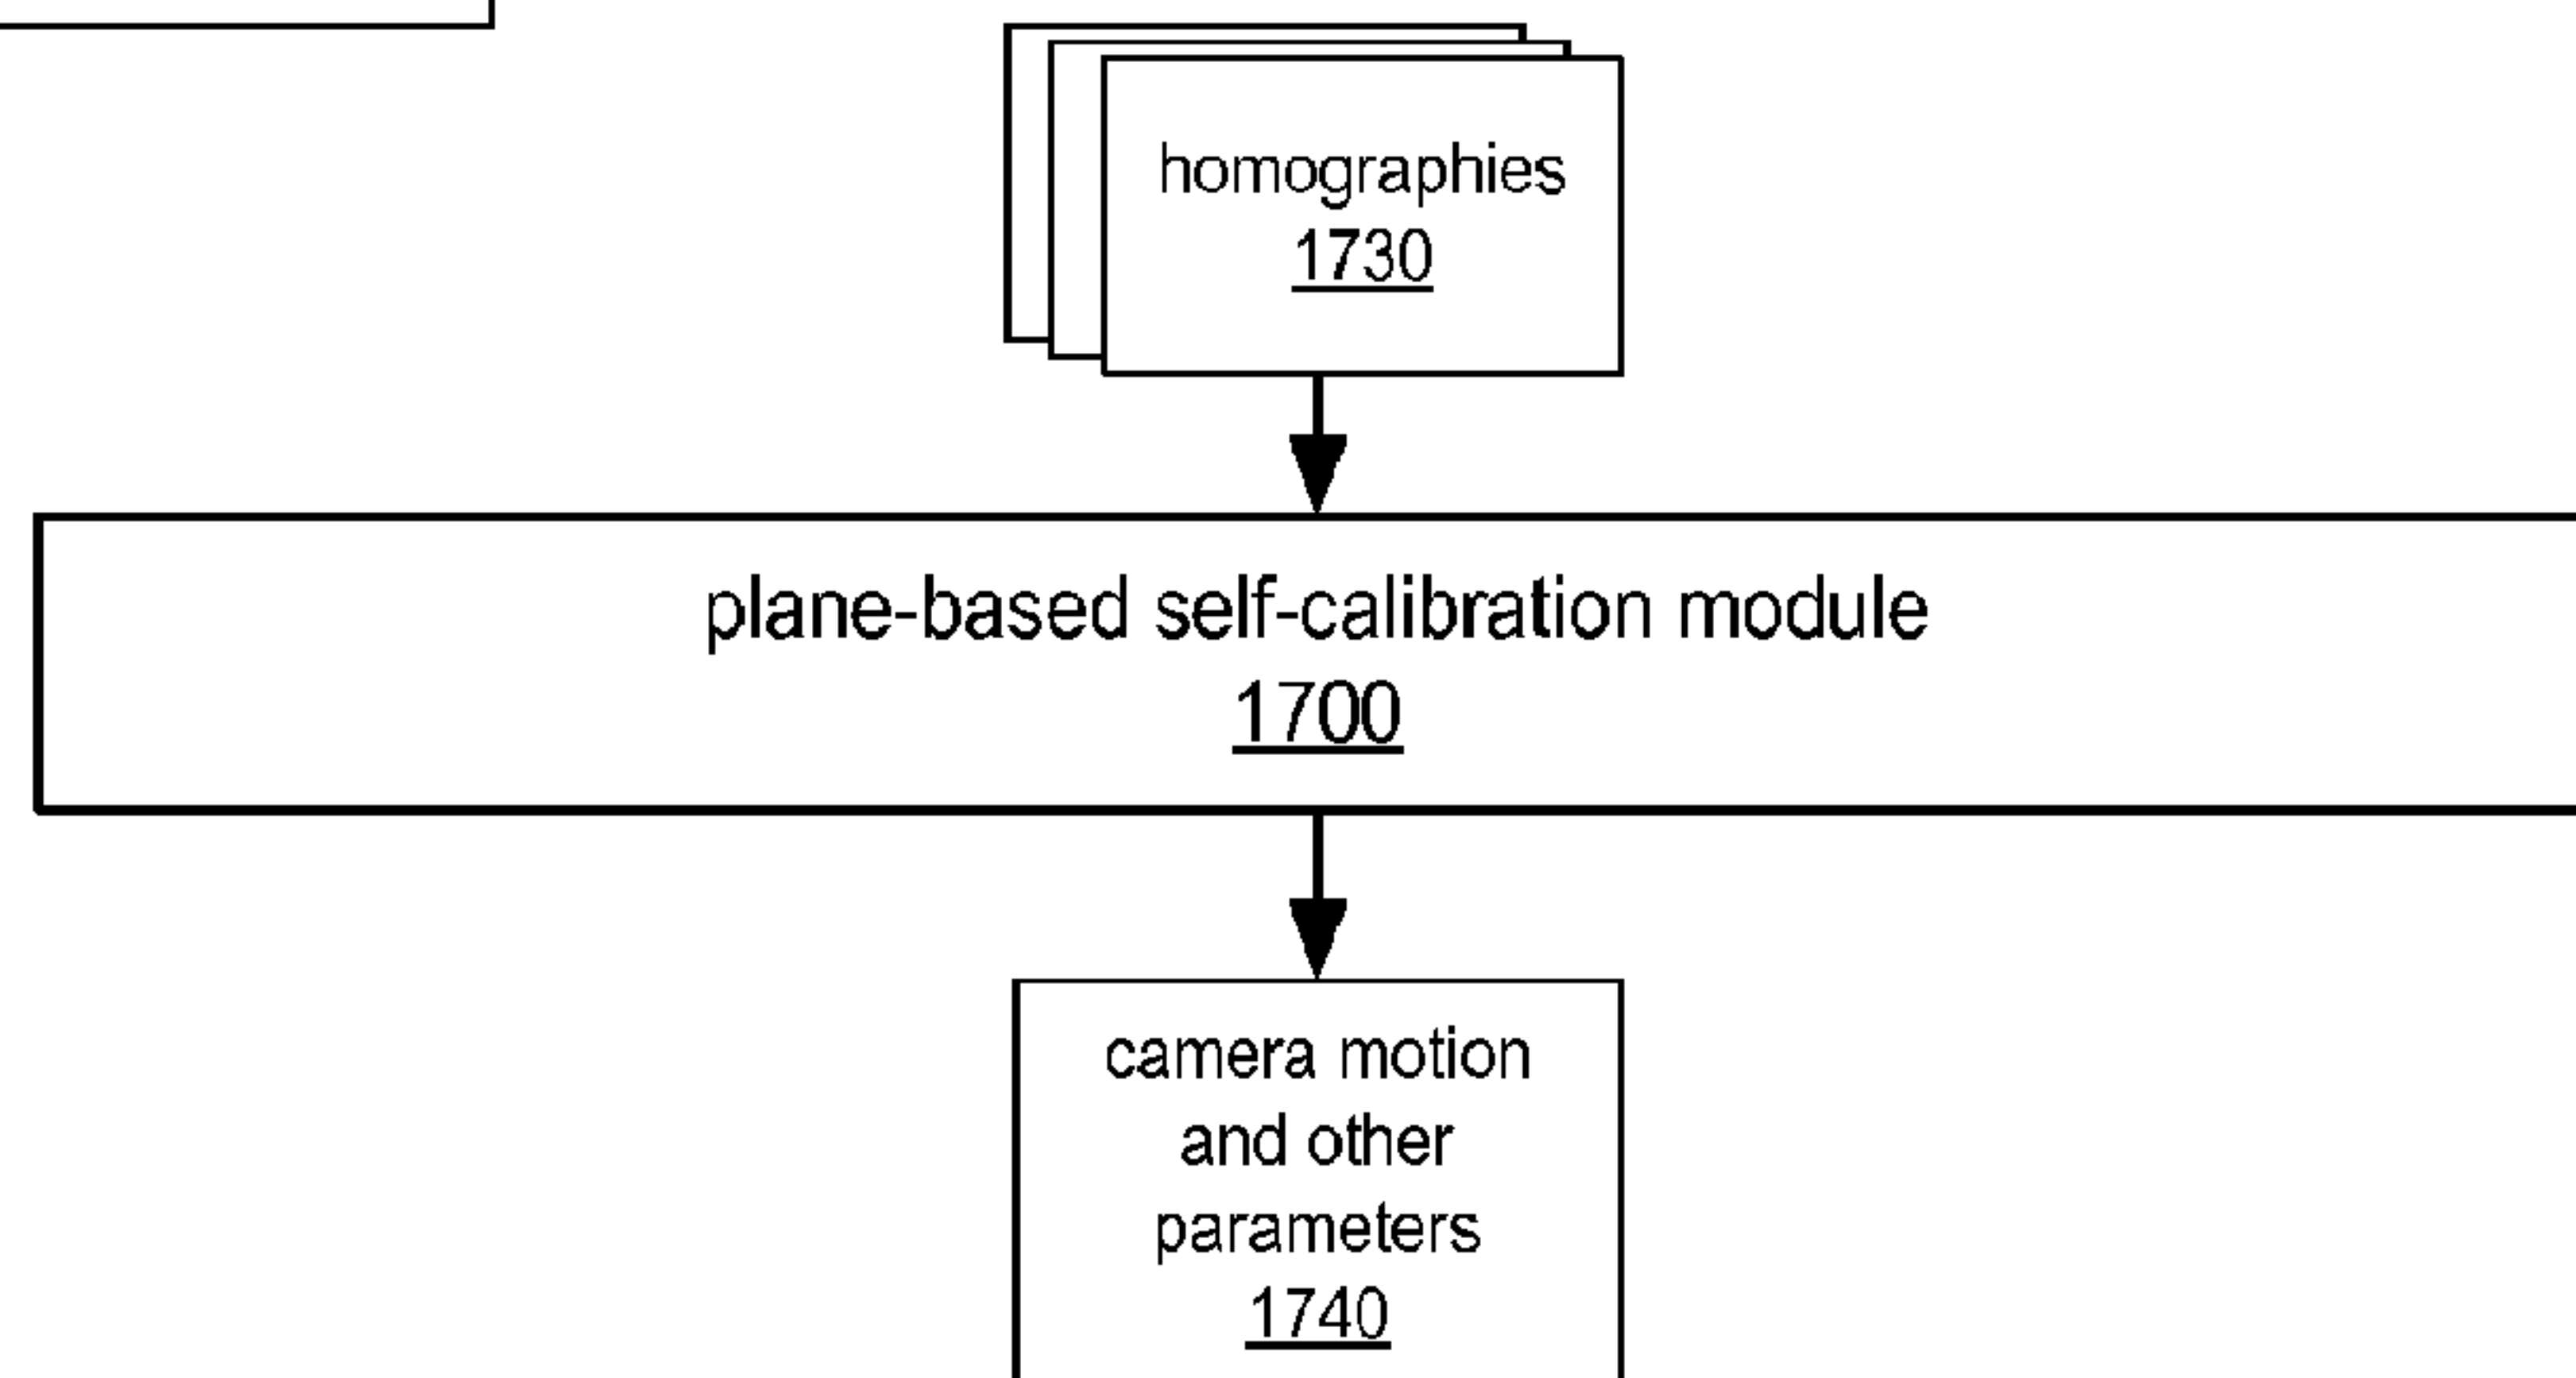 homographies
1730
plane-based self-calibration module
1700
camera motion
and other
parameters
1740